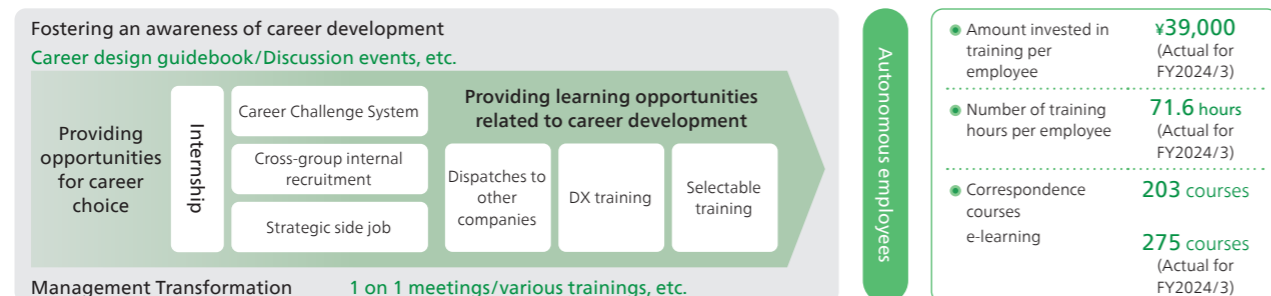 Fostering an awareness of career development
Career design guidebook/Discussion events, etc.
Providing
opportunities
for career
choice
Internship
Career Challenge System
Cross-group internal
recruitment
Strategic side job
Providing learning opportunities
related to career development
Dispatches to
other
companies
DX training
Selectable
training
Management Transformation
1 on 1 meetings/various trainings, etc.
Autonomous employees
Amount invested in
training per
employee
¥39,000
(Actual for
FY2024/3)
Number of training
hours per employee
71.6 hours
(Actual for
FY2024/3)
Correspondence
courses
203 courses
e-learning
275 courses
(Actual for
FY2024/3)